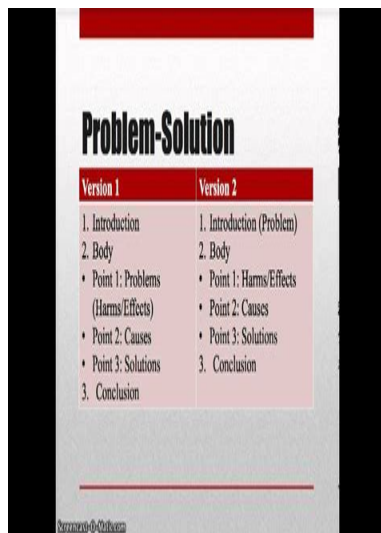 Problem-Solution
Version 1
1. Introduction
2. Body
• Point 1: Problems
(Harms/Effects)
• Point 2: Causes
• Point 3: Solutions
3. Conclusion
Version 2
1. Introduction (Problem)
2. Body
• Point 1: Harms/Effects
• Point 2: Causes
• Point 3: Solutions
3. Conclusion
Screencast-O-Matic.com